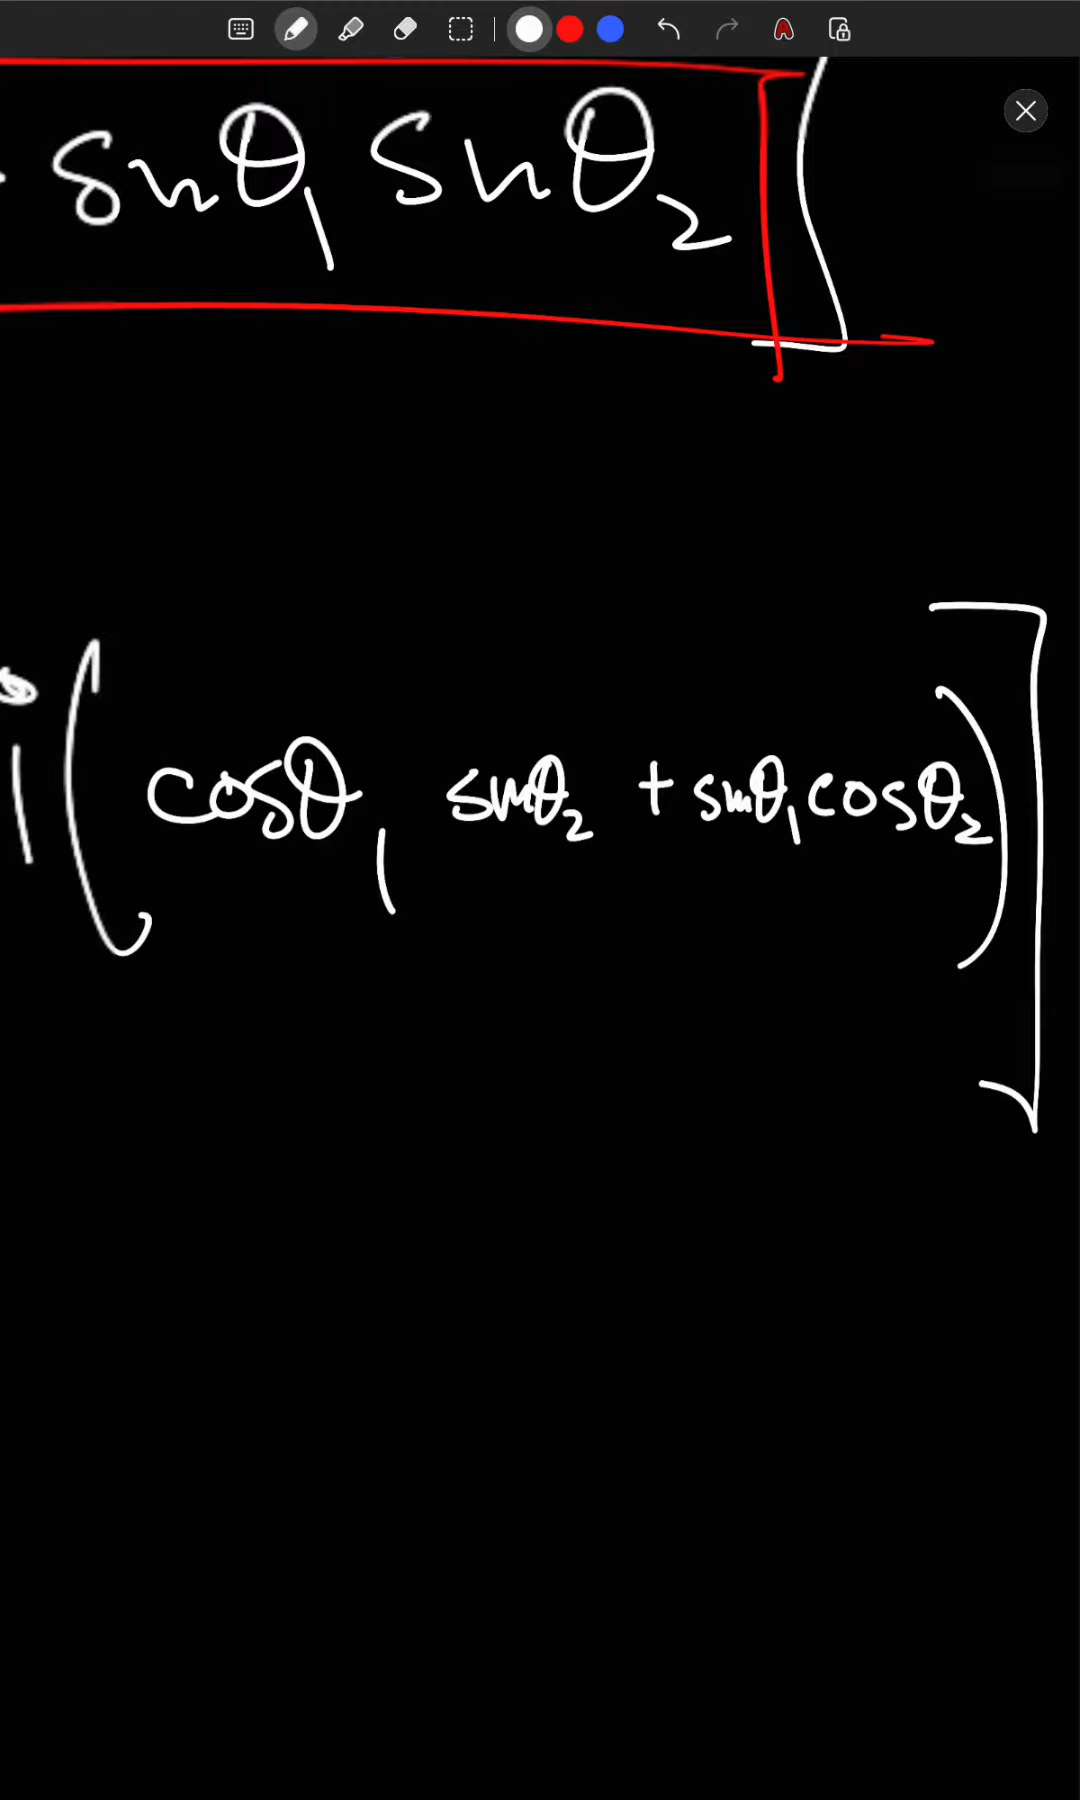 - sinθ₁ sinθ₂ ]
i ( cosθ₁ sinθ₂ + sinθ₁ cosθ₂ ) ]